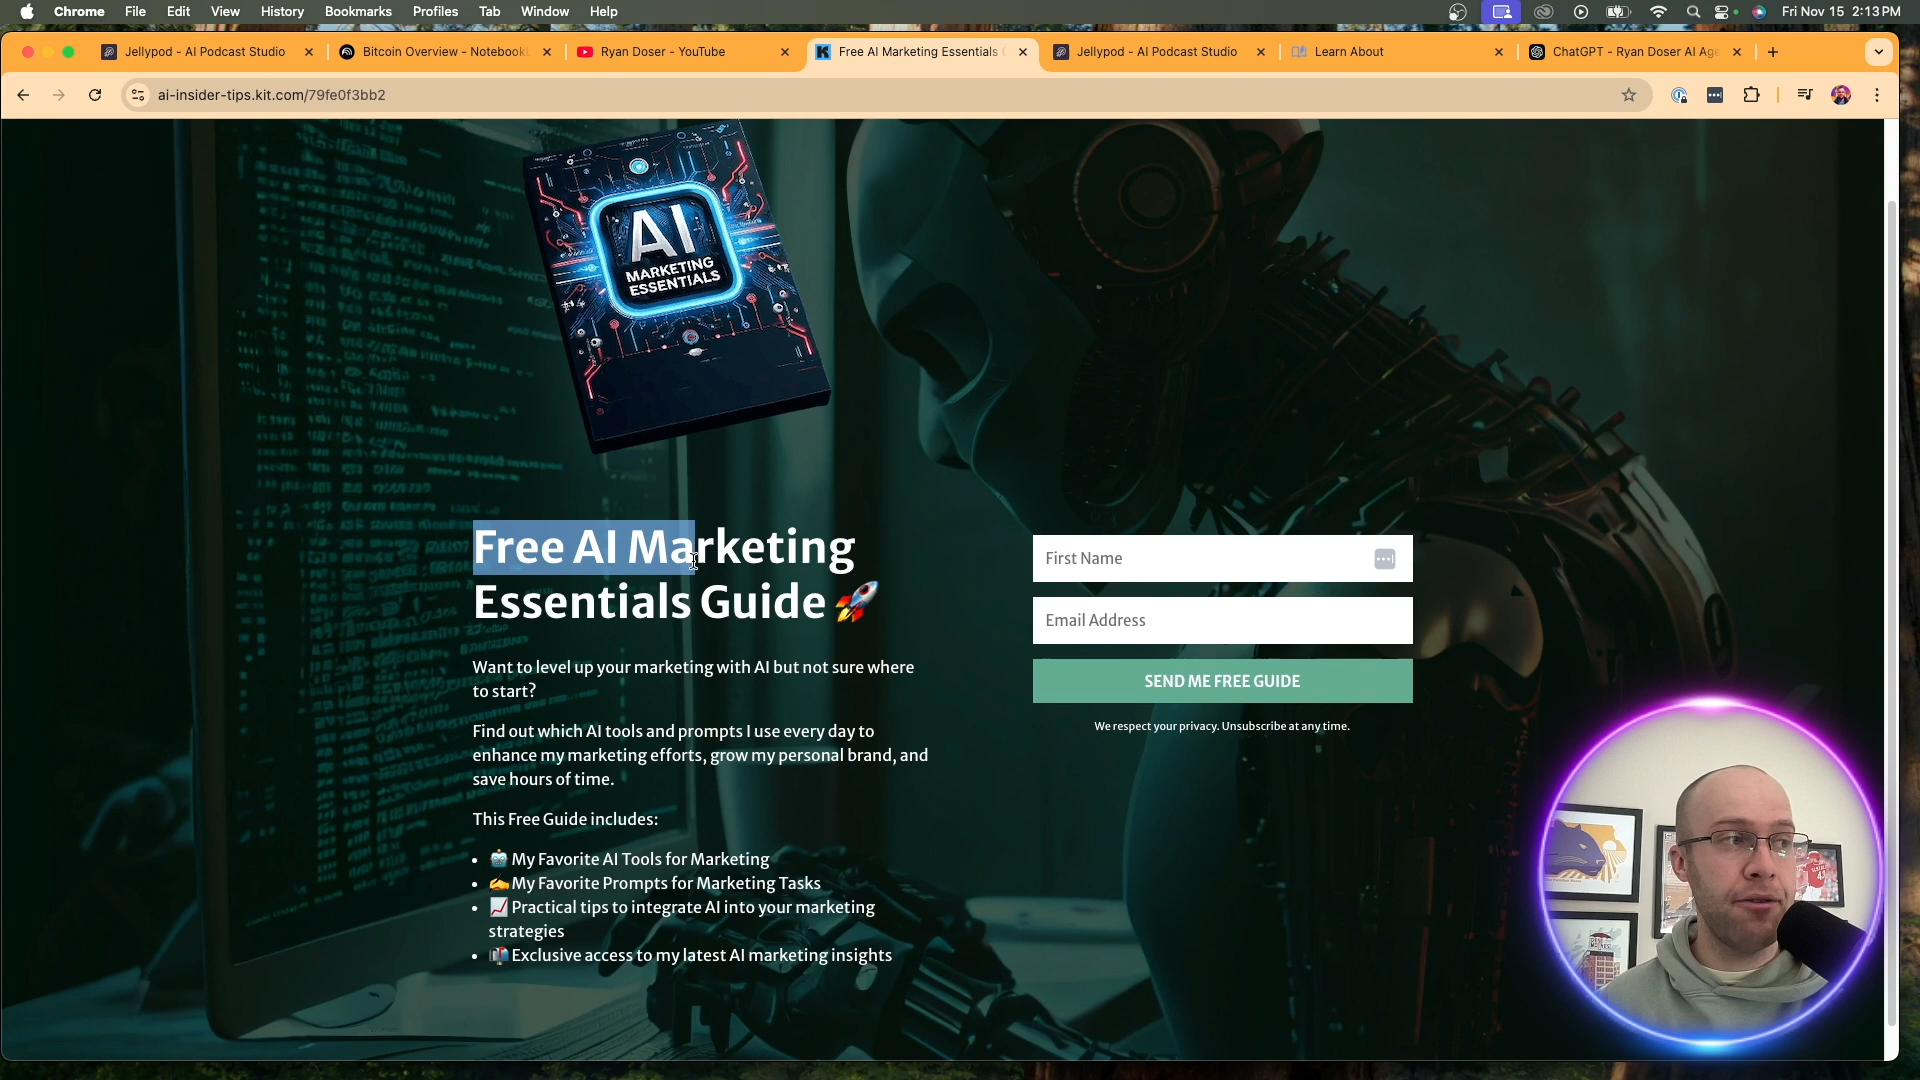 Chrome File Edit View History Bookmarks Profiles Tab Window Help
Fri Nov 15 2:13 PM
Jellypod - AI Podcast Studio
Bitcoin Overview - Notebook
Ryan Doser - YouTube
Free AI Marketing Essentials
Jellypod - AI Podcast Studio
Learn About
ChatGPT - Ryan Doser AI Age
ai-insider-tips.kit.com/79fe0f3bb2
AI
MARKETING
ESSENTIALS
Free AI Marketing
Essentials Guide 🚀
Want to level up your marketing with AI but not sure where
to start?
Find out which AI tools and prompts I use every day to
enhance my marketing efforts, grow my personal brand, and
save hours of time.
This Free Guide includes:
• 🤖 My Favorite AI Tools for Marketing
• ✍️ My Favorite Prompts for Marketing Tasks
• 📈 Practical tips to integrate AI into your marketing
strategies
• 📬 Exclusive access to my latest AI marketing insights
First Name
Email Address
SEND ME FREE GUIDE
We respect your privacy. Unsubscribe at any time.